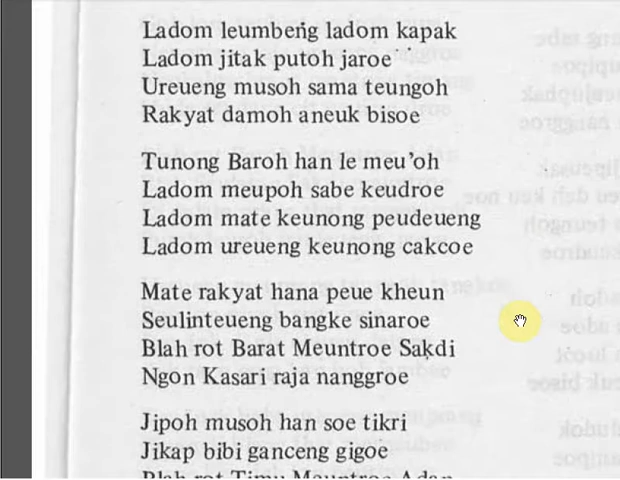 Ladom leumbeng ladom kapak
Ladom jitak putoh jaroe
Ureueng musoh sama teungoh
Rakyat damoh aneuk bisoe
Tunong Baroh han le meu'oh
Ladom meupoh sabe keudroe
Ladom mate keunong peudeueng
Ladom ureueng keunong cakcoe
Mate rakyat hana peue kheun
Seulinteueng bangke sinaroe
Blah rot Barat Meuntroe Sakdi
Ngon Kasari raja nanggroe
Jipoh musoh han soe tikri
Jikap bibi ganceng gigoe